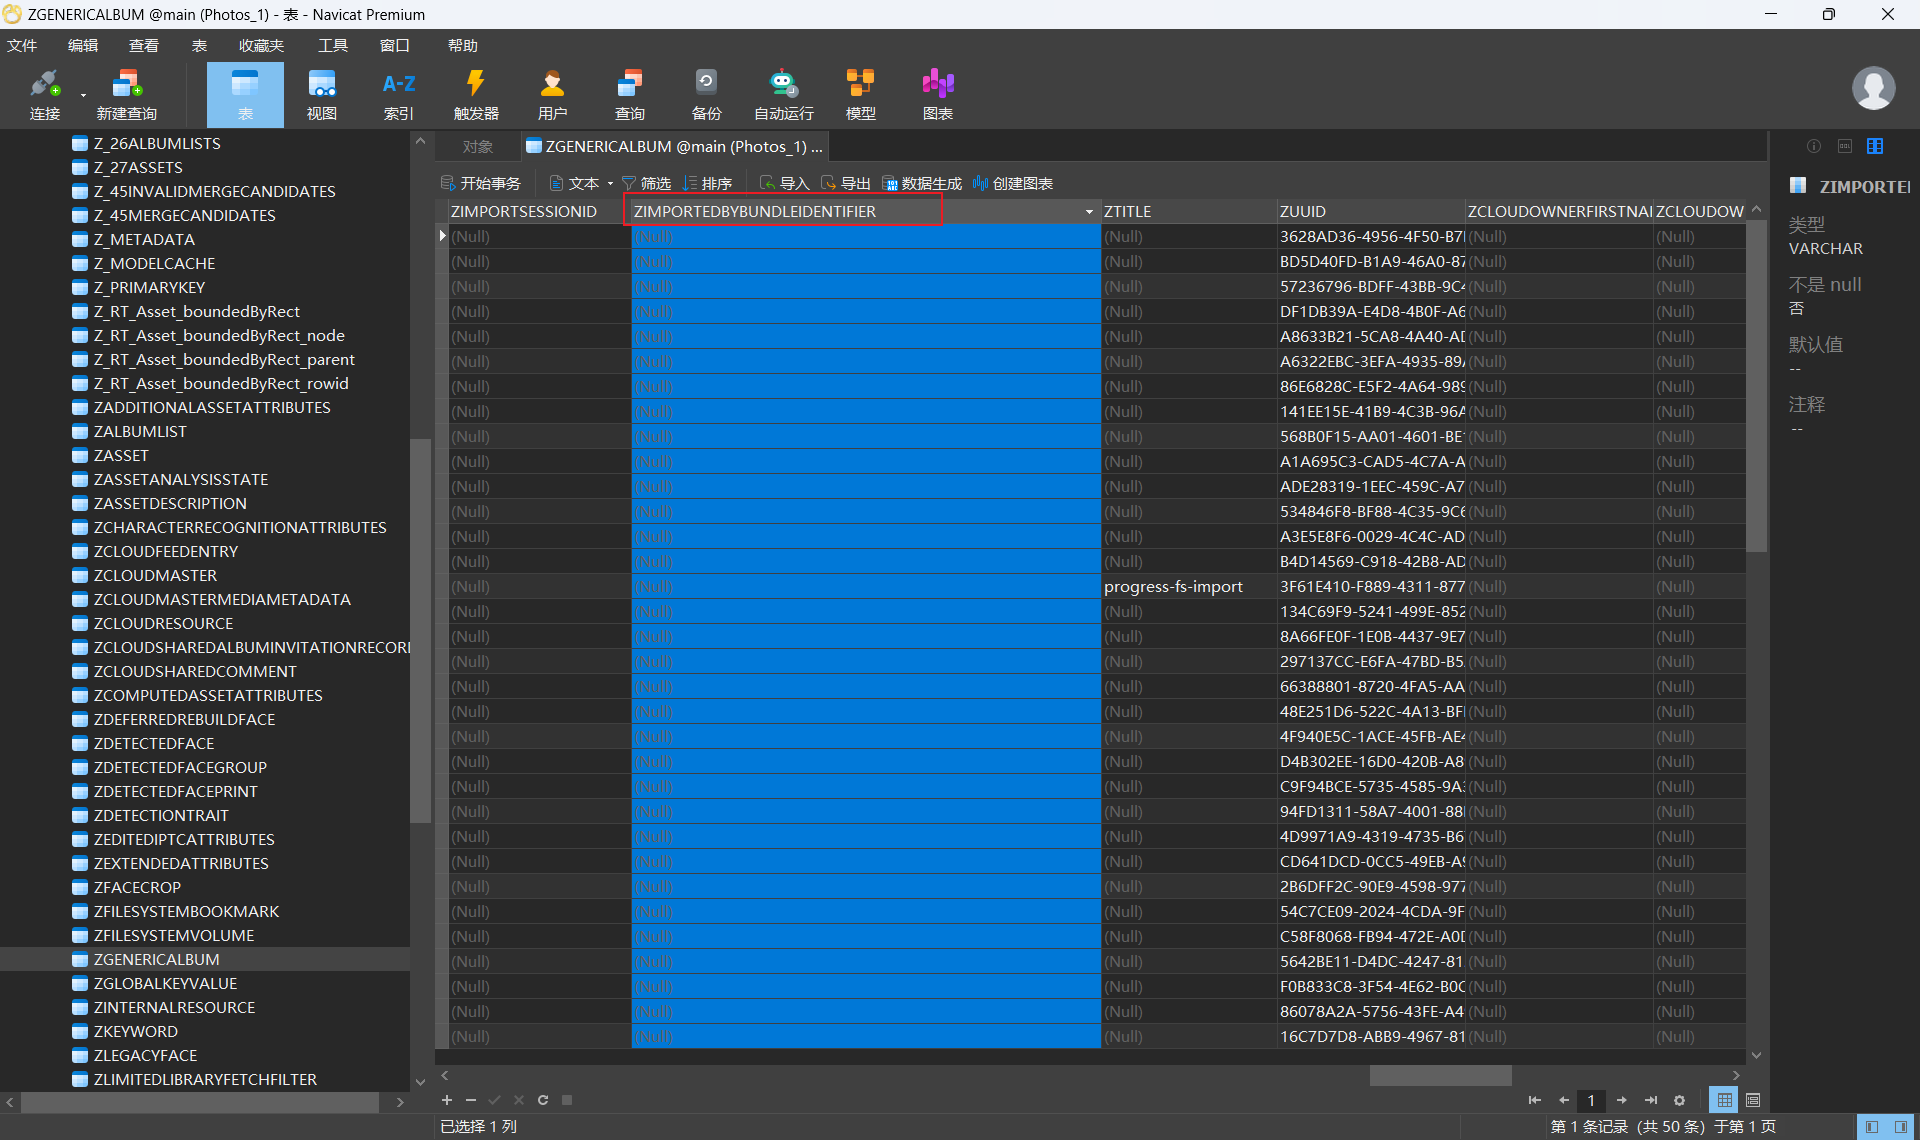 ZGENERICALBUM @main (Photos_1) - 表 - Navicat Premium
文件 编辑 查看 表 收藏夹 工具 窗口 帮助
连接 新建查询 表 视图 索引 触发器 用户 查询 备份 自动运行 模型 图表
A-Z
Z_26ALBUMLISTS
Z_27ASSETS
Z_45INVALIDMERGECANDIDATES
Z_45MERGECANDIDATES
Z_METADATA
Z_MODELCACHE
Z_PRIMARYKEY
Z_RT_Asset_boundedByRect
Z_RT_Asset_boundedByRect_node
Z_RT_Asset_boundedByRect_parent
Z_RT_Asset_boundedByRect_rowid
ZADDITIONALASSETATTRIBUTES
ZALBUMLIST
ZASSET
ZASSETANALYSISSTATE
ZASSETDESCRIPTION
ZCHARACTERRECOGNITIONATTRIBUTES
ZCLOUDFEEDENTRY
ZCLOUDMASTER
ZCLOUDMASTERMEDIAMETADATA
ZCLOUDRESOURCE
ZCLOUDSHAREDALBUMINVITATIONRECORI
ZCLOUDSHAREDCOMMENT
ZCOMPUTEDASSETATTRIBUTES
ZDEFERREDREBUILDFACE
ZDETECTEDFACE
ZDETECTEDFACEGROUP
ZDETECTEDFACEPRINT
ZDETECTIONTRAIT
ZEDITEDIPTCATTRIBUTES
ZEXTENDEDATTRIBUTES
ZFACECROP
ZFILESYSTEMBOOKMARK
ZFILESYSTEMVOLUME
ZGENERICALBUM
ZGLOBALKEYVALUE
ZINTERNALRESOURCE
ZKEYWORD
ZLEGACYFACE
ZLIMITEDLIBRARYFETCHFILTER
对象 ZGENERICALBUM @main (Photos_1) ...
开始事务 文本 筛选 排序 导入 导出 数据生成 创建图表
ZIMPORTSESSIONID ZIMPORTEDBYBUNDLEIDENTIFIER ZTITLE ZUUID ZCLOUDOWNERFIRSTNAI ZCLOUDOW
(Null) (Null) (Null) 3628AD36-4956-4F50-B7 (Null) (Null)
(Null) (Null) (Null) BD5D40FD-B1A9-46A0-87 (Null) (Null)
(Null) (Null) (Null) 57236796-BDFF-43BB-9C4 (Null) (Null)
(Null) (Null) (Null) DF1DB39A-E4D8-4B0F-A6 (Null) (Null)
(Null) (Null) (Null) A8633B21-5CA8-4A40-AD (Null) (Null)
(Null) (Null) (Null) A6322EBC-3EFA-4935-89 (Null) (Null)
(Null) (Null) (Null) 86E6828C-E5F2-4A64-989 (Null) (Null)
(Null) (Null) (Null) 141EE15E-41B9-4C3B-96A (Null) (Null)
(Null) (Null) (Null) 568B0F15-AA01-4601-BE (Null) (Null)
(Null) (Null) (Null) A1A695C3-CAD5-4C7A-A (Null) (Null)
(Null) (Null) (Null) ADE28319-1EEC-459C-A7 (Null) (Null)
(Null) (Null) (Null) 534846F8-BF88-4C35-9C6 (Null) (Null)
(Null) (Null) (Null) A3E5E8F6-0029-4C4C-AD (Null) (Null)
(Null) (Null) (Null) B4D14569-C918-42B8-AD (Null) (Null)
(Null) (Null) progress-fs-import 3F61E410-F889-4311-877 (Null) (Null)
(Null) (Null) (Null) 134C69F9-5241-499E-852 (Null) (Null)
(Null) (Null) (Null) 8A66FE0F-1E0B-4437-9E7 (Null) (Null)
(Null) (Null) (Null) 297137CC-E6FA-47BD-B5 (Null) (Null)
(Null) (Null) (Null) 66388801-8720-4FA5-AA (Null) (Null)
(Null) (Null) (Null) 48E251D6-522C-4A13-BF (Null) (Null)
(Null) (Null) (Null) 4F940E5C-1ACE-45FB-AE4 (Null) (Null)
(Null) (Null) (Null) D4B302EE-16D0-420B-A8 (Null) (Null)
(Null) (Null) (Null) C9F94BCE-5735-4585-9A (Null) (Null)
(Null) (Null) (Null) 94FD1311-58A7-4001-88 (Null) (Null)
(Null) (Null) (Null) 4D9971A9-4319-4735-B6 (Null) (Null)
(Null) (Null) (Null) CD641DCD-0CC5-49EB-A9 (Null) (Null)
(Null) (Null) (Null) 2B6DFF2C-90E9-4598-977 (Null) (Null)
(Null) (Null) (Null) 54C7CE09-2024-4CDA-9F (Null) (Null)
(Null) (Null) (Null) C58F8068-FB94-472E-A0D (Null) (Null)
(Null) (Null) (Null) 5642BE11-D4DC-4247-81 (Null) (Null)
(Null) (Null) (Null) F0B833C8-3F54-4E62-B0C (Null) (Null)
(Null) (Null) (Null) 86078A2A-5756-43FE-A4 (Null) (Null)
(Null) (Null) (Null) 16C7D7D8-ABB9-4967-81 (Null) (Null)
1
已选择 1 列 第 1 条记录 (共 50 条) 于第 1 页
ZIMPORTEI
类型
VARCHAR
不是 null
否
默认值
--
注释
--